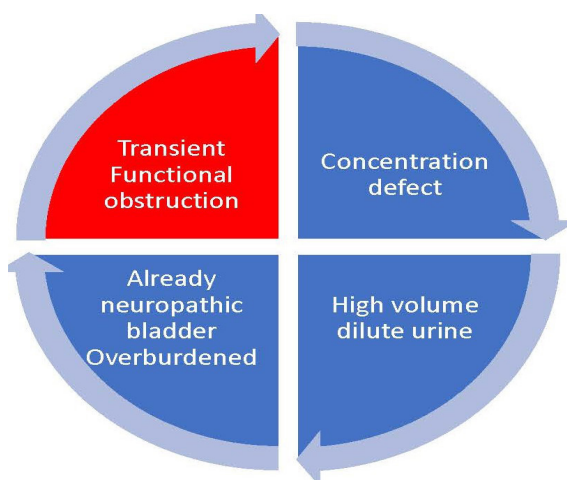 Transient
Functional
obstruction
Concentration
defect
Already
neuropathic
bladder
Overburdened
High volume
dilute urine